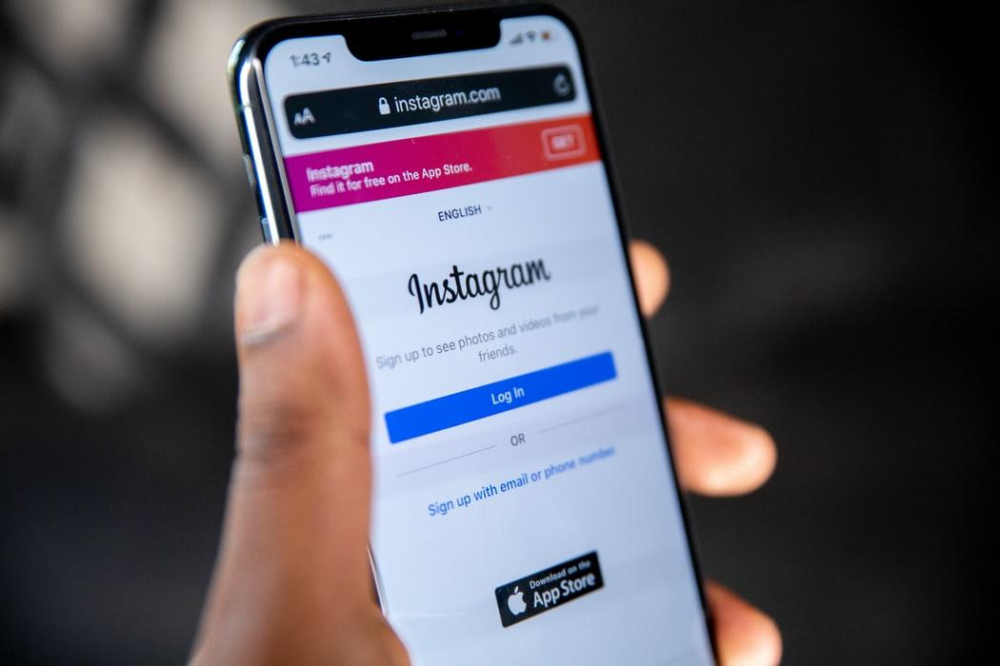 1:43
AA instagram.com
Instagram
Find it for free on the App Store.
GET
ENGLISH
Instagram
Sign up to see photos and videos from your
friends.
Log In
OR
Sign up with email or phone number
Download on the
App Store